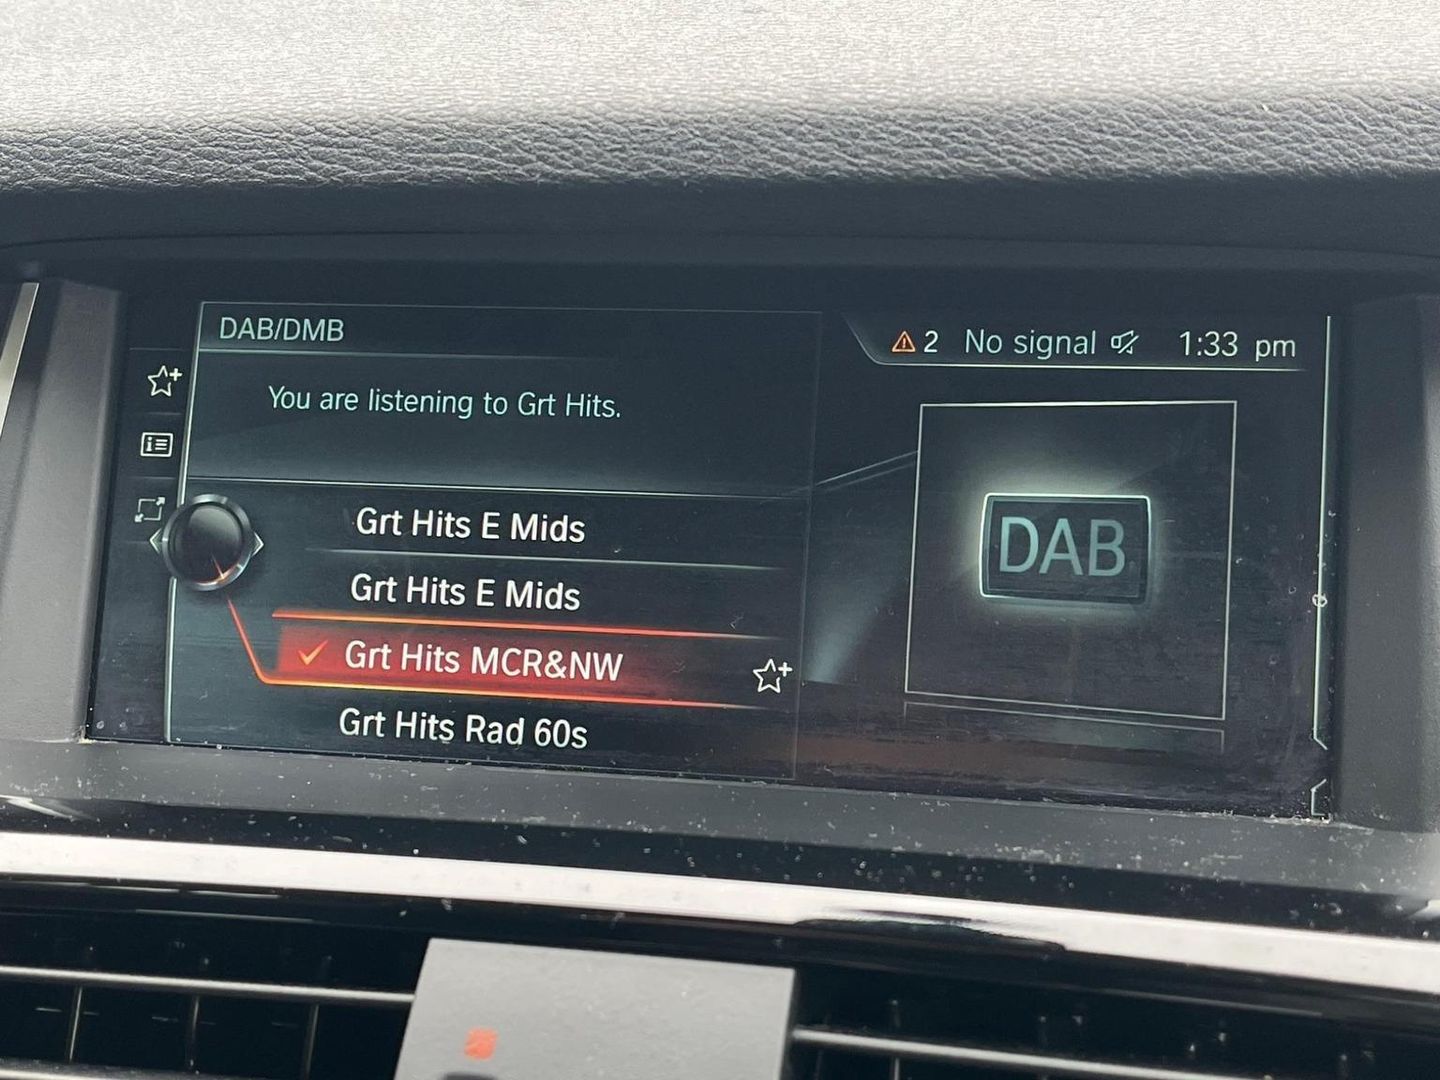 DAB/DMB
2 No signal 1:33 pm
You are listening to Grt Hits.
Grt Hits E Mids
Grt Hits E Mids
Grt Hits MCR&NW
Grt Hits Rad 60s
DAB